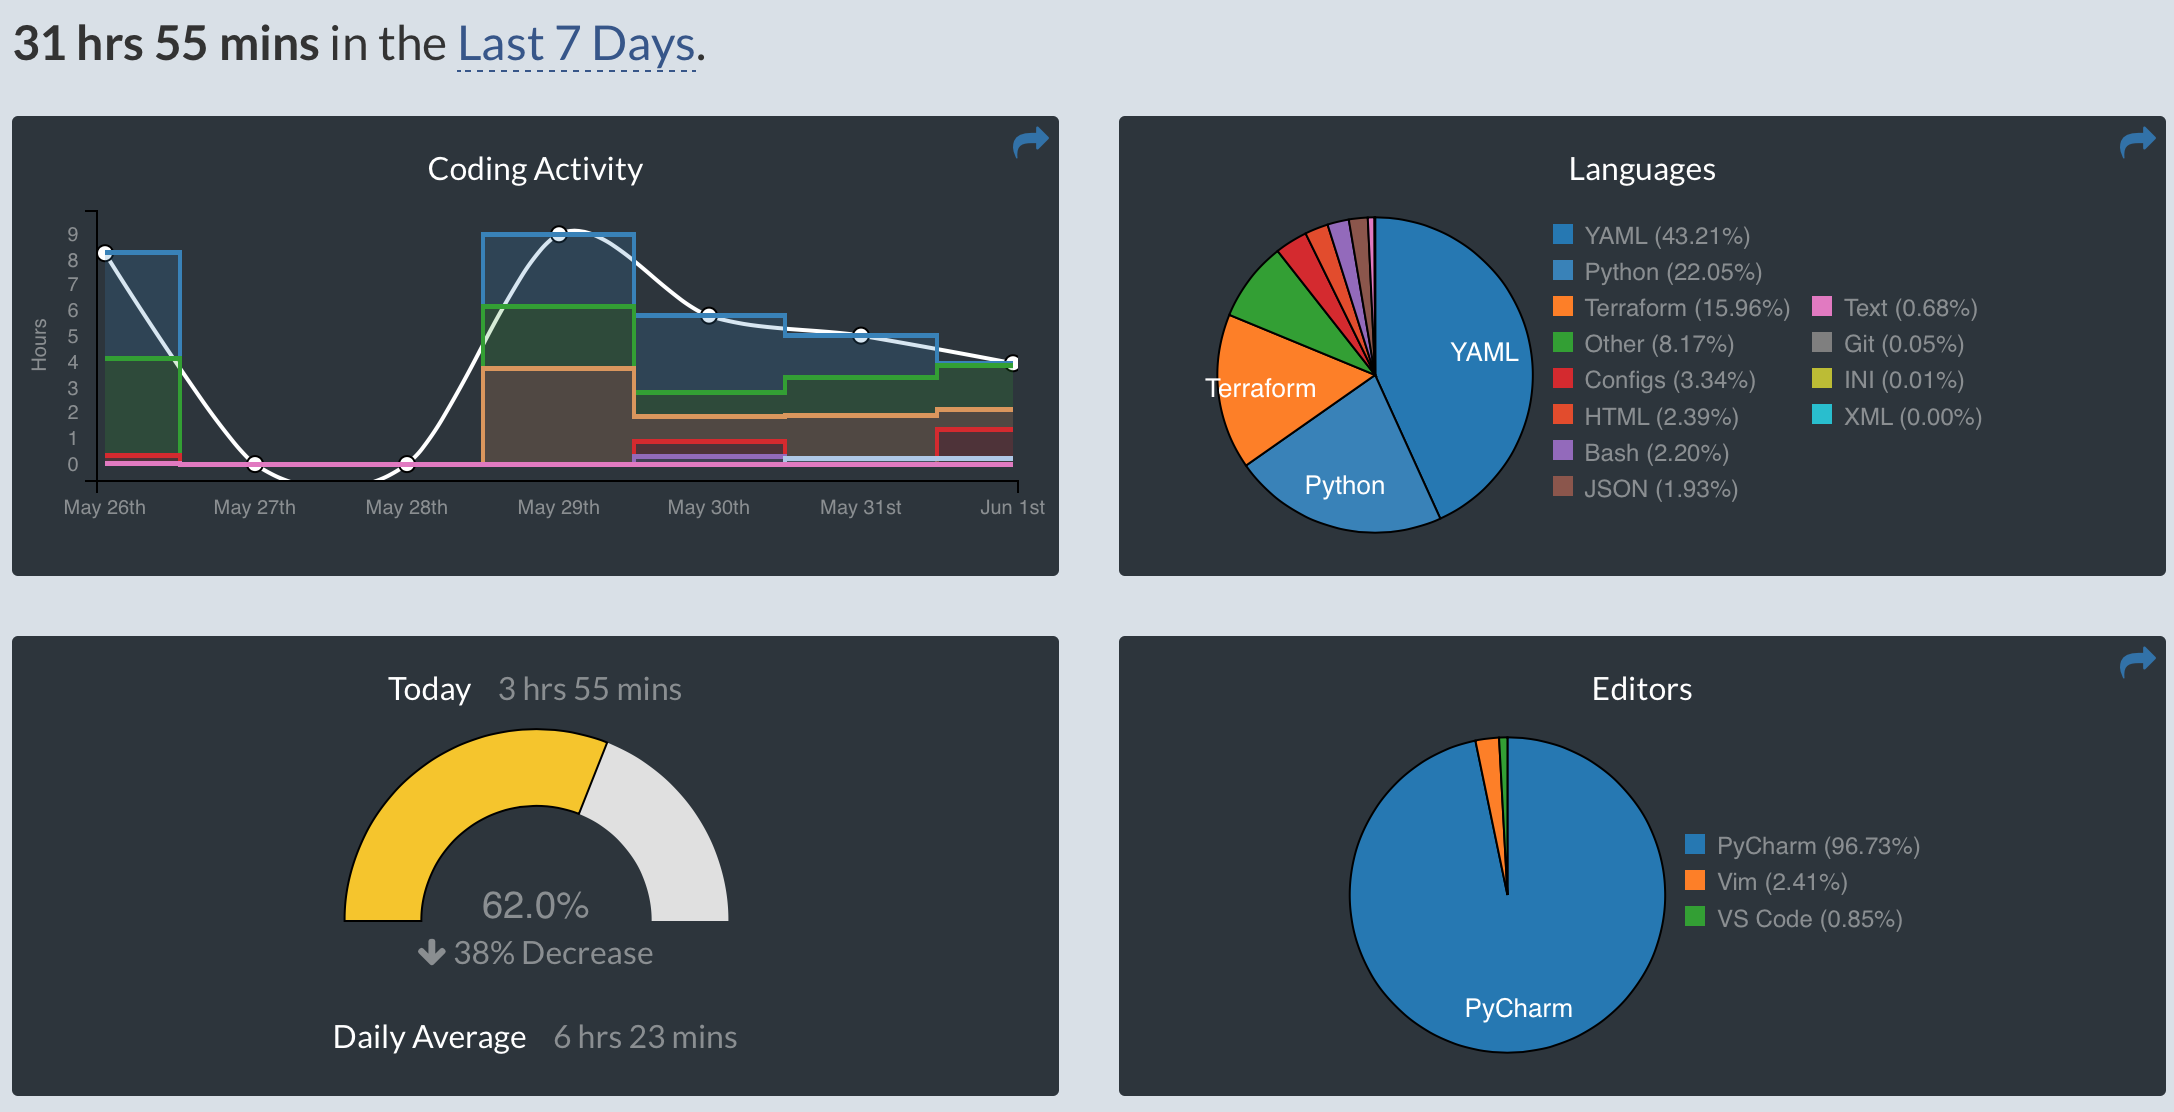 31 hrs 55 mins in the Last 7 Days.
Coding Activity
Hours
9
8
7
6
5
4
3
2
1
0
May 26th
May 27th
May 28th
May 29th
May 30th
May 31st
Jun 1st
Languages
YAML
Terraform
Python
YAML (43.21%)
Python (22.05%)
Terraform (15.96%)
Other (8.17%)
Configs (3.34%)
HTML (2.39%)
Bash (2.20%)
JSON (1.93%)
Text (0.68%)
Git (0.05%)
INI (0.01%)
XML (0.00%)
Today 3 hrs 55 mins
62.0%
38% Decrease
Daily Average 6 hrs 23 mins
Editors
PyCharm
PyCharm (96.73%)
Vim (2.41%)
VS Code (0.85%)